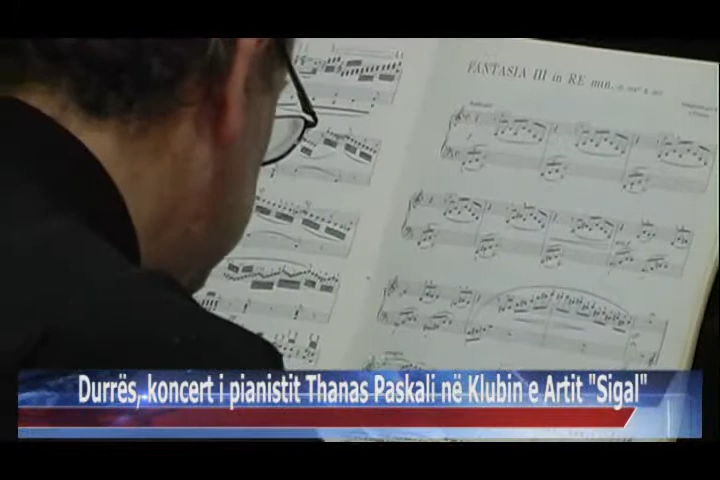 FANTASIA III in RE min.
Durrës, koncert i pianistit Thanas Paskali në Klubin e Artit "Sigal"